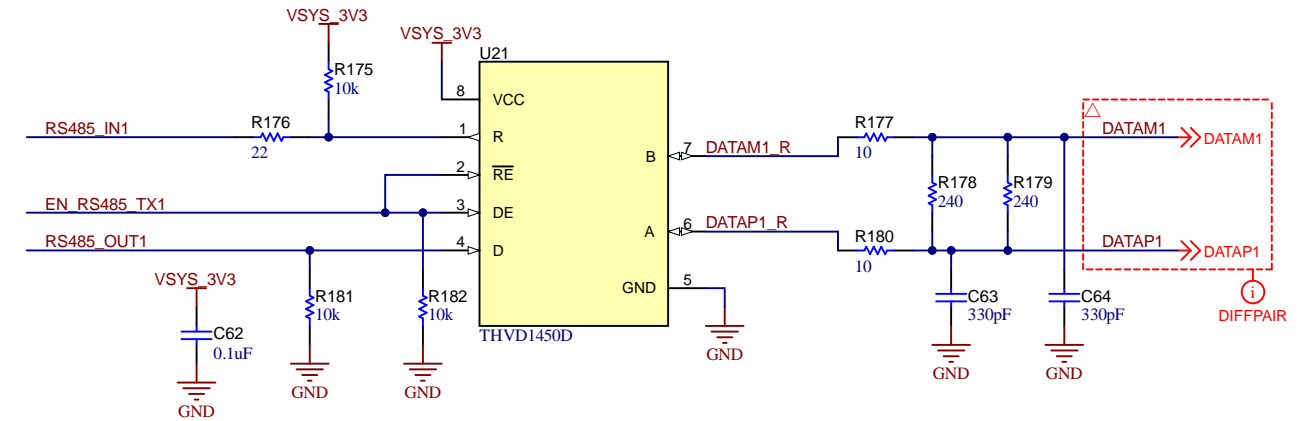 VSYS_3V3
VSYS_3V3
U21
R175
10k
8
VCC
RS485_IN1
R176
22
1
R
R177
10
DATAM1
DATAM1
2
RE
B
7
DATAM1_R
R178
240
R179
240
EN_RS485_TX1
3
DE
A
6
DATAP1_R
R180
10
DATAP1
DATAP1
RS485_OUT1
4
D
VSYS_3V3
R181
10k
R182
10k
GND
5
C63
330pF
C64
330pF
i
DIFFPAIR
C62
0.1uF
THVD1450D
GND
GND
GND
GND
GND
GND